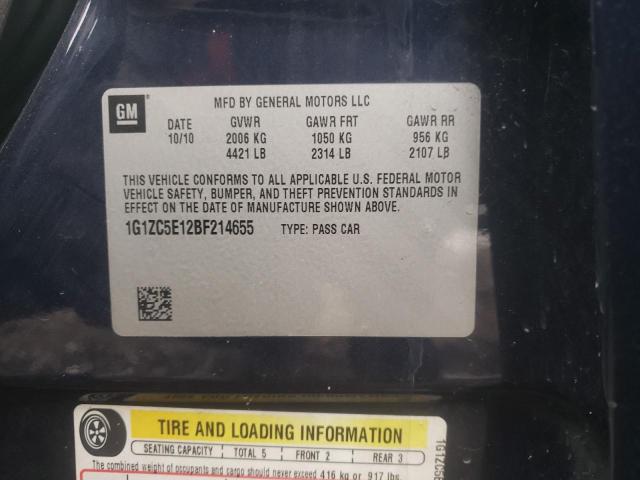 GM
MFD BY GENERAL MOTORS LLC
DATE GVWR GAWR FRT GAWR RR
10/10 2006 KG 1050 KG 956 KG
4421 LB 2314 LB 2107 LB
THIS VEHICLE CONFORMS TO ALL APPLICABLE U.S. FEDERAL MOTOR
VEHICLE SAFETY, BUMPER, AND THEFT PREVENTION STANDARDS IN
EFFECT ON THE DATE OF MANUFACTURE SHOWN ABOVE.
1G1ZC5E12BF214655 TYPE: PASS CAR
TIRE AND LOADING INFORMATION
SEATING CAPACITY TOTAL 5 FRONT 2 REAR 3
The combined weight of occupants and cargo should never exceed 416 kg or 917 lbs.